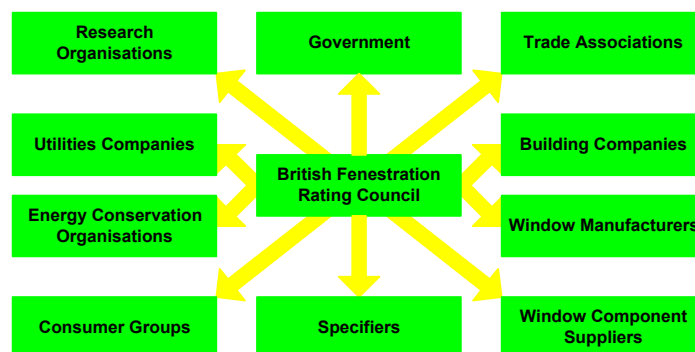 Research
Organisations
Government
Trade Associations
Utilities Companies
British Fenestration
Rating Council
Building Companies
Energy Conservation
Organisations
Window Manufacturers
Consumer Groups
Specifiers
Window Component
Suppliers